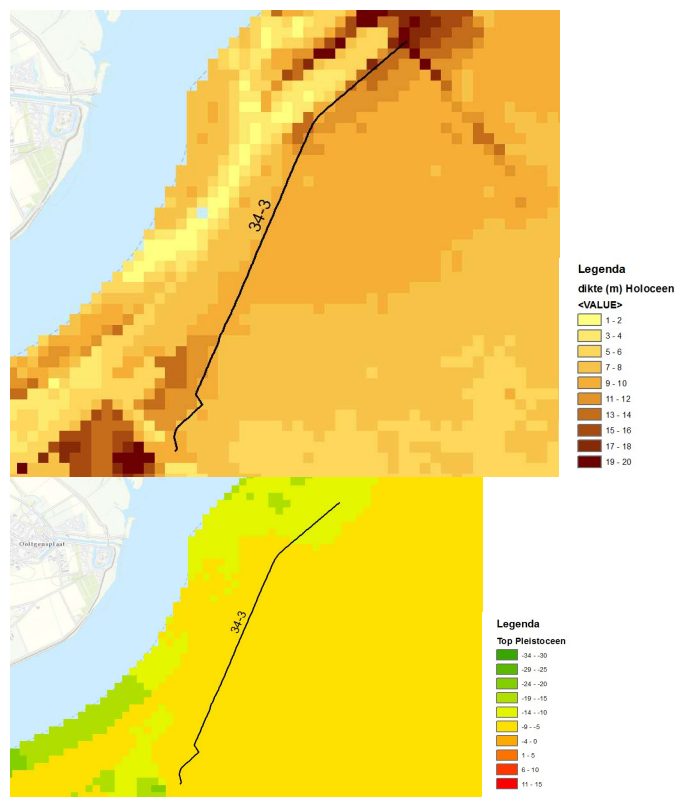 34-3
Legenda
dikte (m) Holoceen
<VALUE>
1 - 2
3 - 4
5 - 6
7 - 8
9 - 10
11 - 12
13 - 14
15 - 16
17 - 18
19 - 20
Ooltgensplaat
34-3
Legenda
Top Pleistoceen
-34 - -30
-29 - -25
-24 - -20
-19 - -15
-14 - -10
-9 - -5
-4 - 0
1 - 5
6 - 10
11 - 15